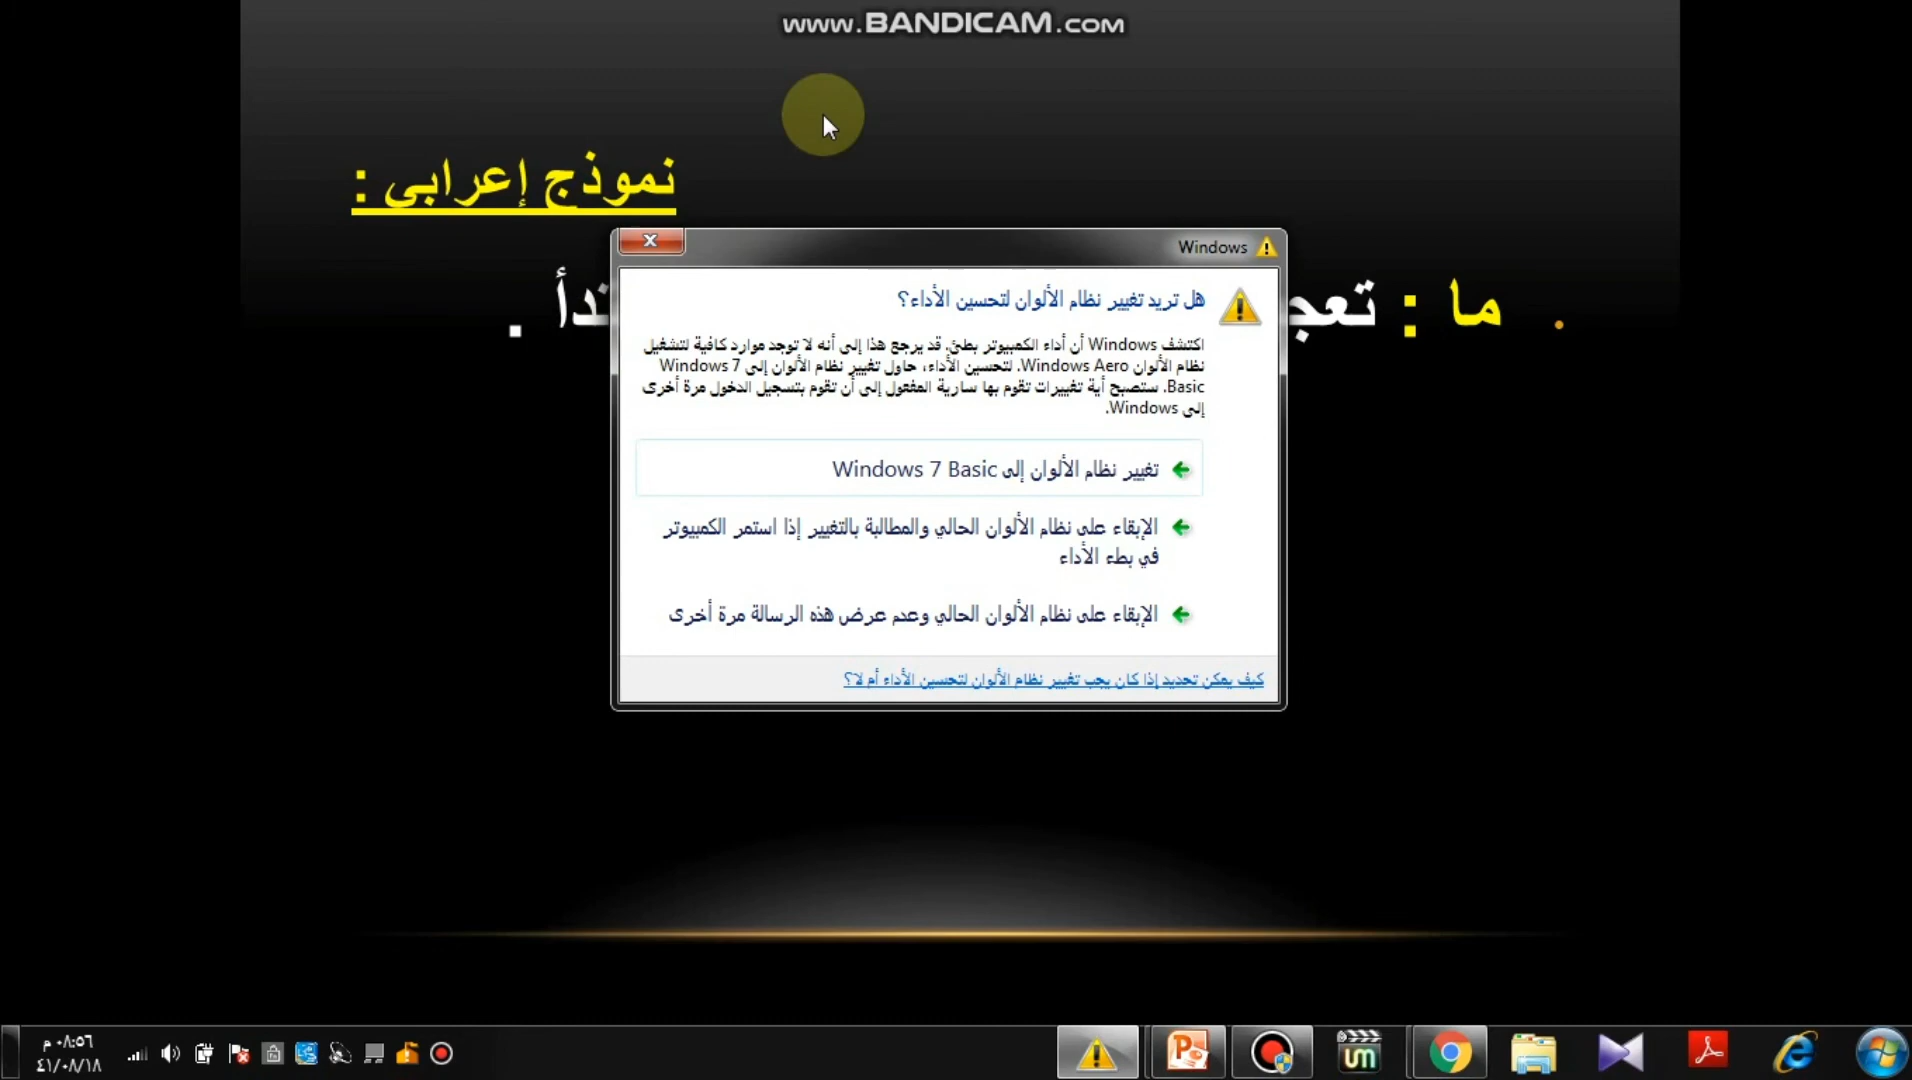 www.BANDICAM.com
نموذج إعرابي :
Windows
ما :
هل تريد تغيير نظام الألوان لتحسين الأداء؟
اكتشف Windows أن أداء الكمبيوتر بطئ. قد يرجع هذا إلى أنه لا توجد موارد كافية لتشغيل
نظام الألوان Windows Aero. لتحسين الأداء، حاول تغيير نظام الألوان إلى Windows 7
Basic. ستصبح أية تغييرات تقوم بها سارية المفعول إلى أن تقوم بتسجيل الدخول مرة أخرى
إلى Windows.
تغيير نظام الألوان إلى Windows 7 Basic
الإبقاء على نظام الألوان الحالي والمطالبة بالتغيير إذا استمر الكمبيوتر
في بطء الأداء
الإبقاء على نظام الألوان الحالي وعدم عرض هذه الرسالة مرة أخرى
كيف يمكن تحديد إذا كان يجب تغيير نظام الألوان لتحسين الأداء أم لا؟
٠٨:٥٦ م
٤١/٠٨/١٨